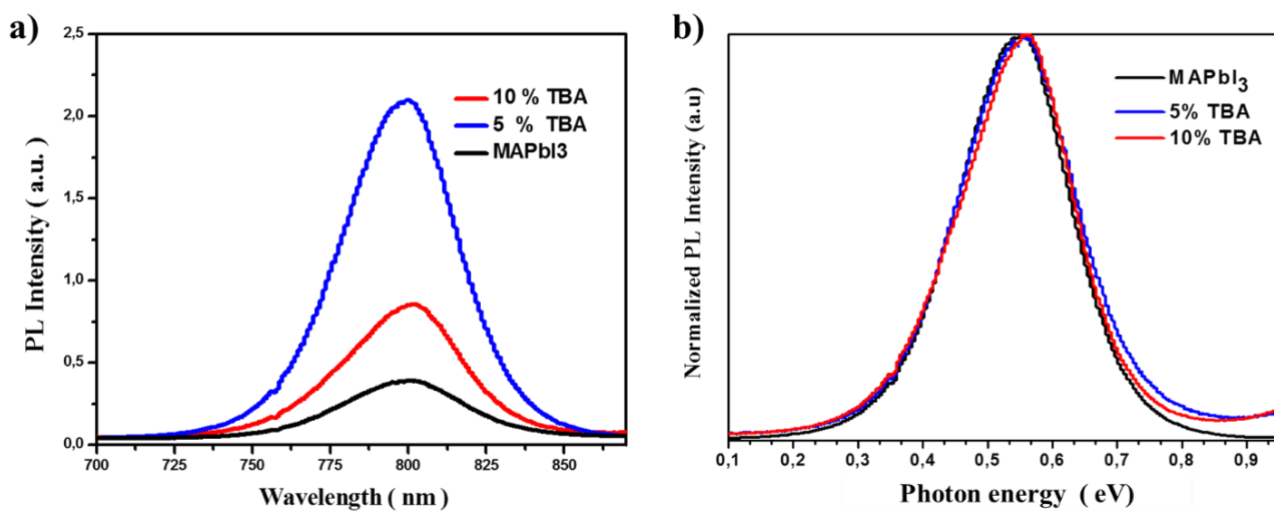 a)
PL Intensity ( a.u.)
2,5
2,0
1,5
1,0
0,5
0,0
10 % TBA
5 % TBA
MAPbI3
700 725 750 775 800 825 850
Wavelength ( nm )
b)
Normalized PL Intensity (a.u)
MAPbI₃
5% TBA
10% TBA
0,1 0,2 0,3 0,4 0,5 0,6 0,7 0,8 0,9
Photon energy ( eV)